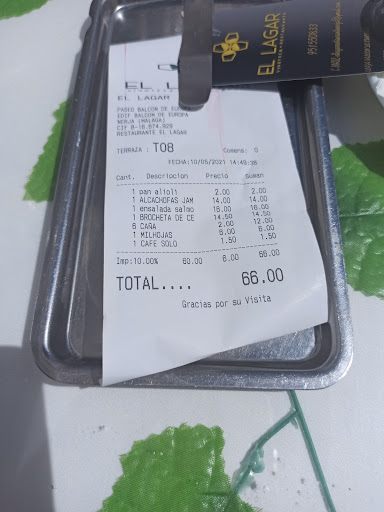 EL LAGAR
951550833
EL LAGAR
PASEO BALCON DE EUROPA
EDIF BALCON DE EUROPA
NERJA (MALAGA)
RESTAURANTE EL LAGAR
TERRAZA : T08 Comens: 0
FECHA:10/05/2021 14:49:36
Cant. Descripcion Precio Suman
1 pan alioli 2.00 2.00
1 ALCACHOFAS JAM 14.00 14.00
1 ensalada salmo 16.00 16.00
1 BROCHETA DE CE 14.50 14.50
6 CAÑA 2.00 12.00
1 MILHOJAS 6.00 6.00
1 CAFE SOLO 1.50 1.50
Imp:10.00% 60.00 6.00 66.00
TOTAL.... 66.00
Gracias por su Visita